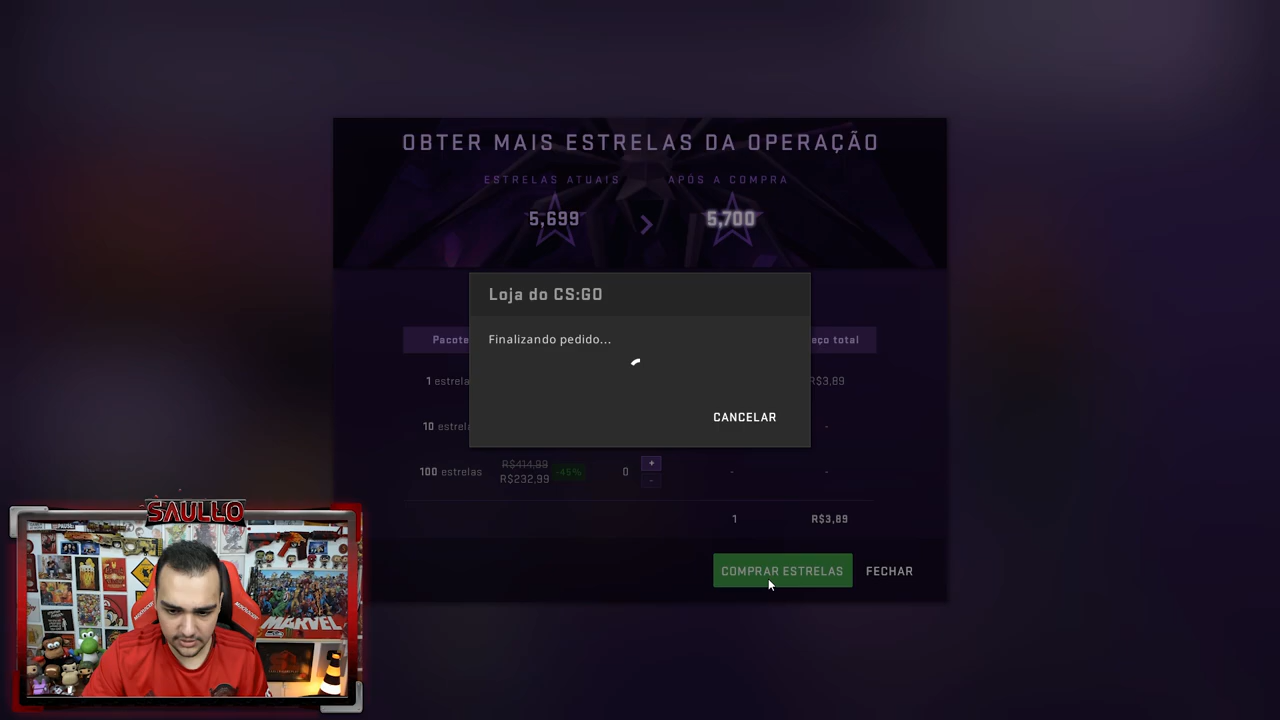 OBTER MAIS ESTRELAS DA OPERAÇÃO
ESTRELAS ATUAIS
APÓS A COMPRA
5,699
5,700
Loja do CS:GO
Finalizando pedido...
CANCELAR
Pacote
eço total
1 estrela
R$3,89
10 estrel
-
100 estrelas
R$414,99
-45%
R$232,99
0
+
-
-
-
1
R$3,89
COMPRAR ESTRELAS
FECHAR
SAULLO
MARVEL